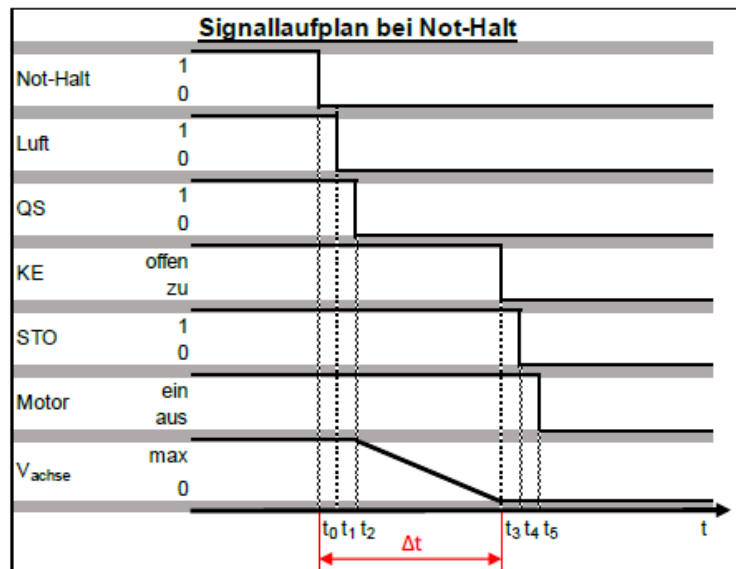 Signallaufplan bei Not-Halt
Not-Halt 1
0
Luft 1
0
QS 1
0
KE offen
zu
STO 1
0
Motor ein
aus
Vachse max
0
t0 t1 t2 t3 t4 t5 t
Δt